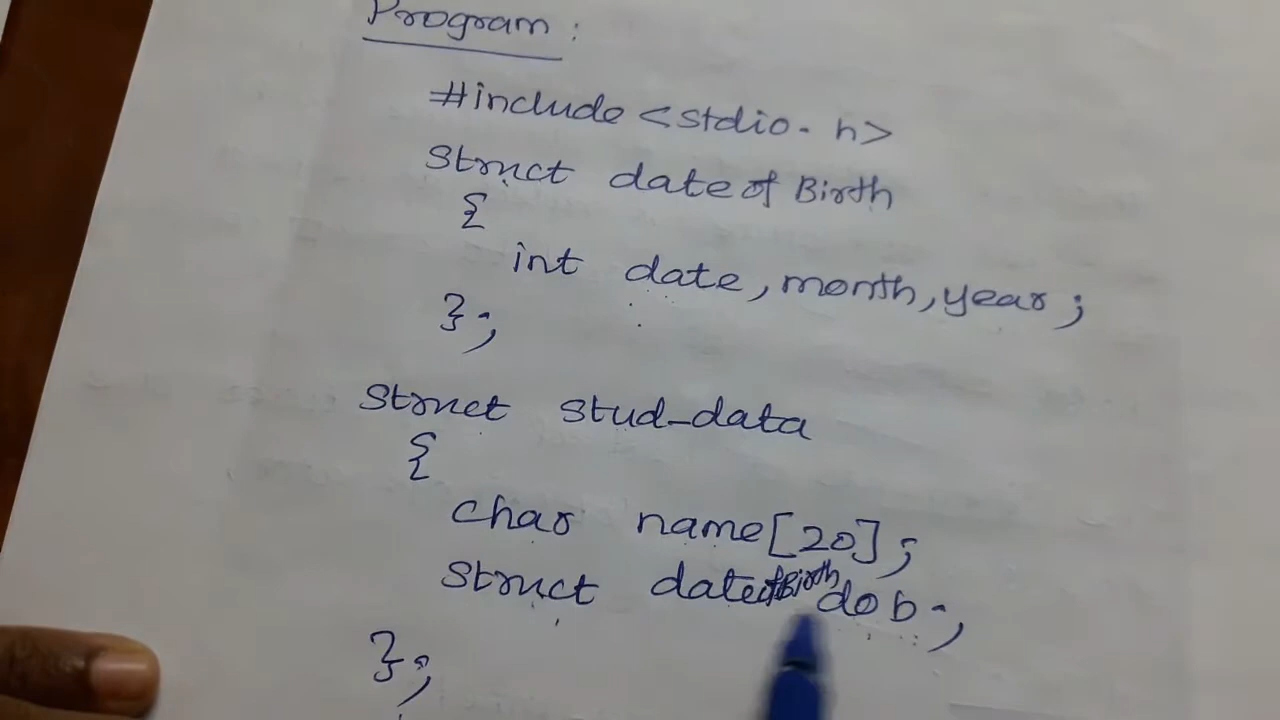 Program :
#include <stdio.h>
struct dateofBirth
{
int date, month, year;
};
struct stud_data
{
char name[20];
struct dateofBirth dob;
};